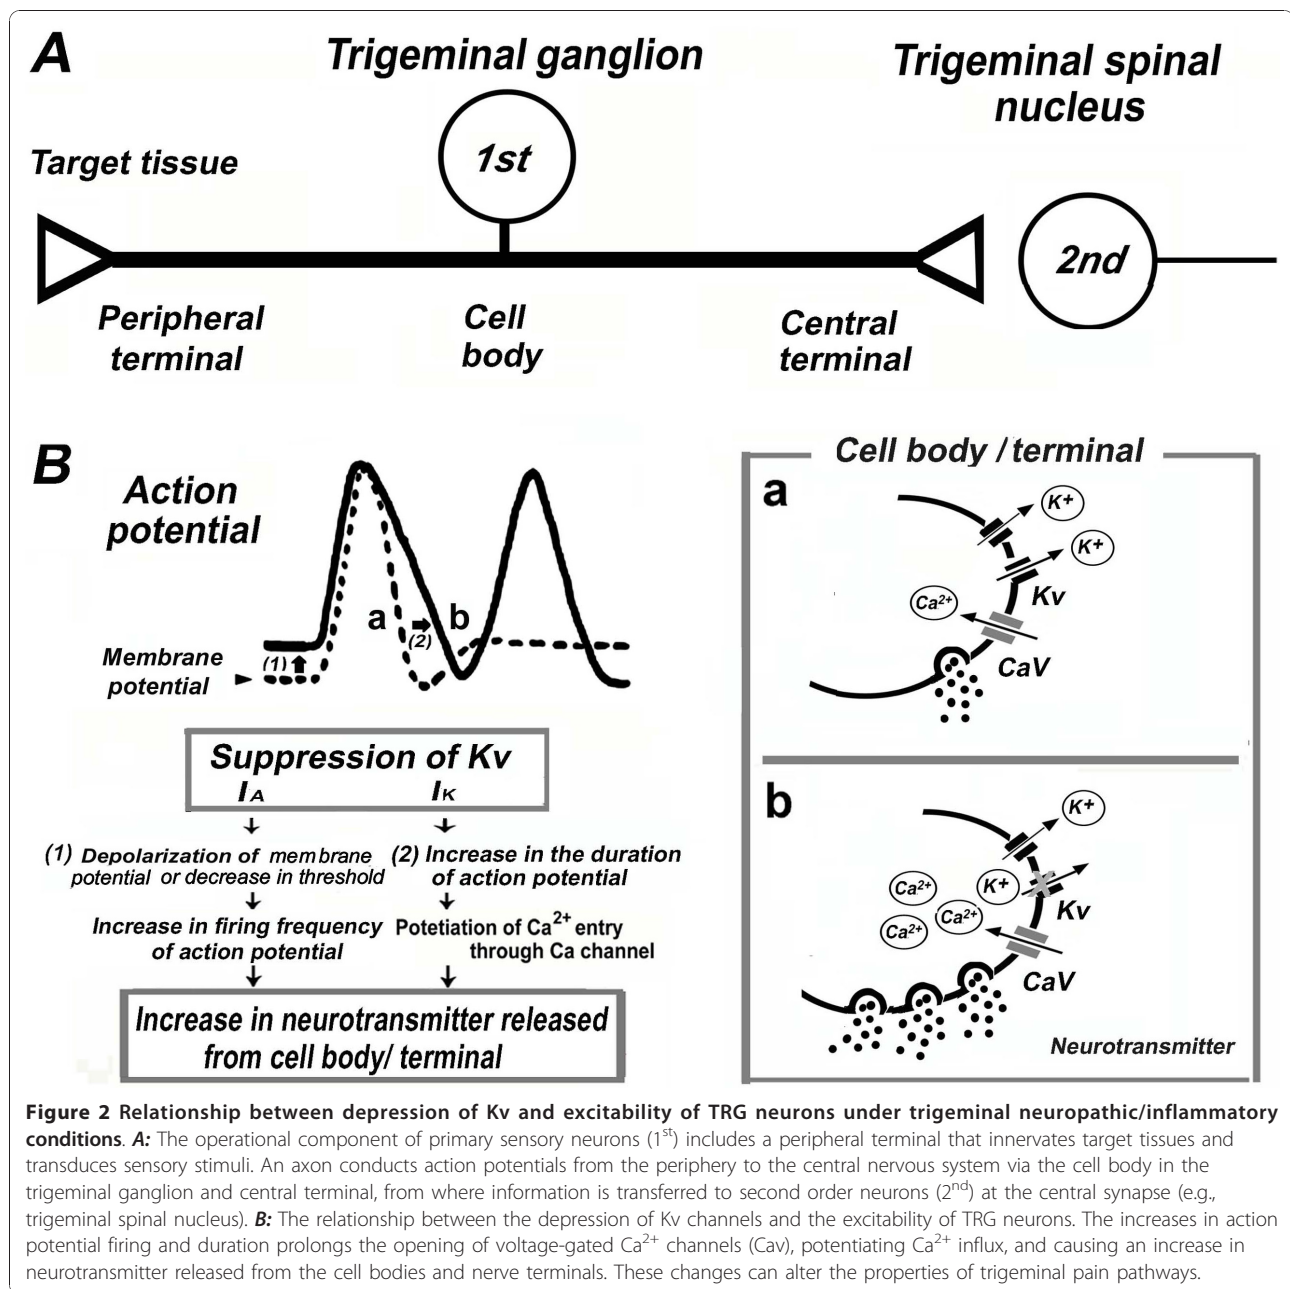 A
Trigeminal ganglion
Trigeminal spinal
nucleus
Target tissue
1st
2nd
Peripheral
terminal
Cell
body
Central
terminal
B
Action
potential
a
b
(2)
(1)
Membrane
potential
Suppression of Kv
IA
IK
(1) Depolarization of membrane
potential or decrease in threshold
(2) Increase in the duration
of action potential
Increase in firing frequency
of action potential
Potetiation of Ca2+ entry
through Ca channel
Increase in neurotransmitter released
from cell body/ terminal
Cell body / terminal
a
K+
K+
Kv
Ca2+
CaV
b
K+
Ca2+
K+
Kv
Ca2+
Ca2+
CaV
Neurotransmitter
Figure 2 Relationship between depression of Kv and excitability of TRG neurons under trigeminal neuropathic/inflammatory
conditions. A: The operational component of primary sensory neurons (1st) includes a peripheral terminal that innervates target tissues and
transduces sensory stimuli. An axon conducts action potentials from the periphery to the central nervous system via the cell body in the
trigeminal ganglion and central terminal, from where information is transferred to second order neurons (2nd) at the central synapse (e.g.,
trigeminal spinal nucleus). B: The relationship between the depression of Kv channels and the excitability of TRG neurons. The increases in action
potential firing and duration prolongs the opening of voltage-gated Ca2+ channels (Cav), potentiating Ca2+ influx, and causing an increase in
neurotransmitter released from the cell bodies and nerve terminals. These changes can alter the properties of trigeminal pain pathways.